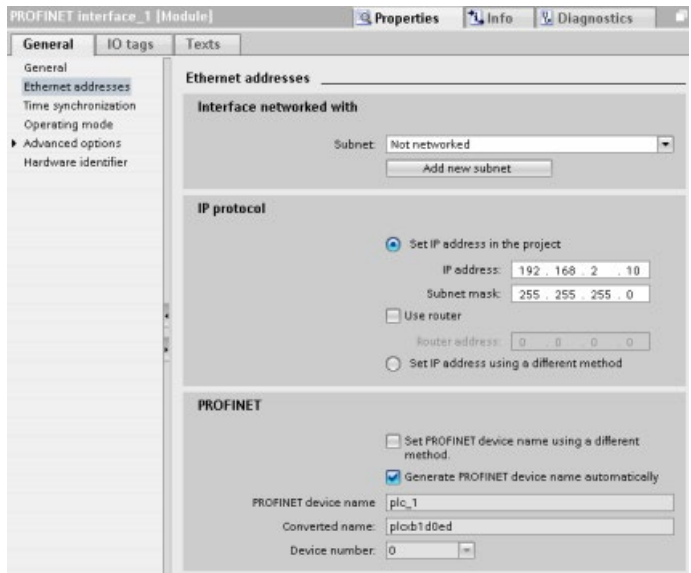 PROFINET interface_1 [Module]
Properties
Info
Diagnostics
General
IO tags
Texts
General
Ethernet addresses
Time synchronization
Operating mode
Advanced options
Hardware identifier
Ethernet addresses
Interface networked with
Subnet: Not networked
Add new subnet
IP protocol
Set IP address in the project
IP address: 192 . 168 . 2 . 10
Subnet mask: 255 . 255 . 255 . 0
Use router
Router address: 0 . 0 . 0 . 0
Set IP address using a different method
PROFINET
Set PROFINET device name using a different
method.
Generate PROFINET device name automatically
PROFINET device name plc_1
Converted name: plcxb1d0ed
Device number: 0